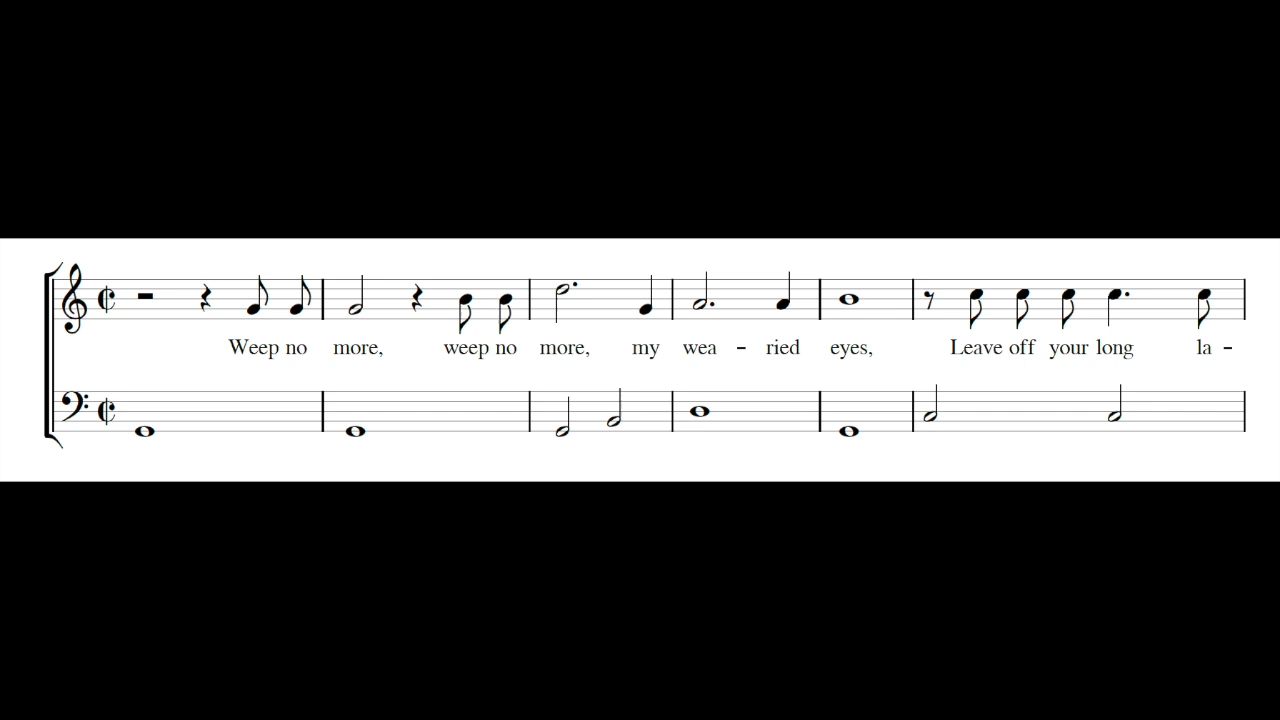 Weep no more, weep no more, my wea – ried eyes, Leave off your long la –